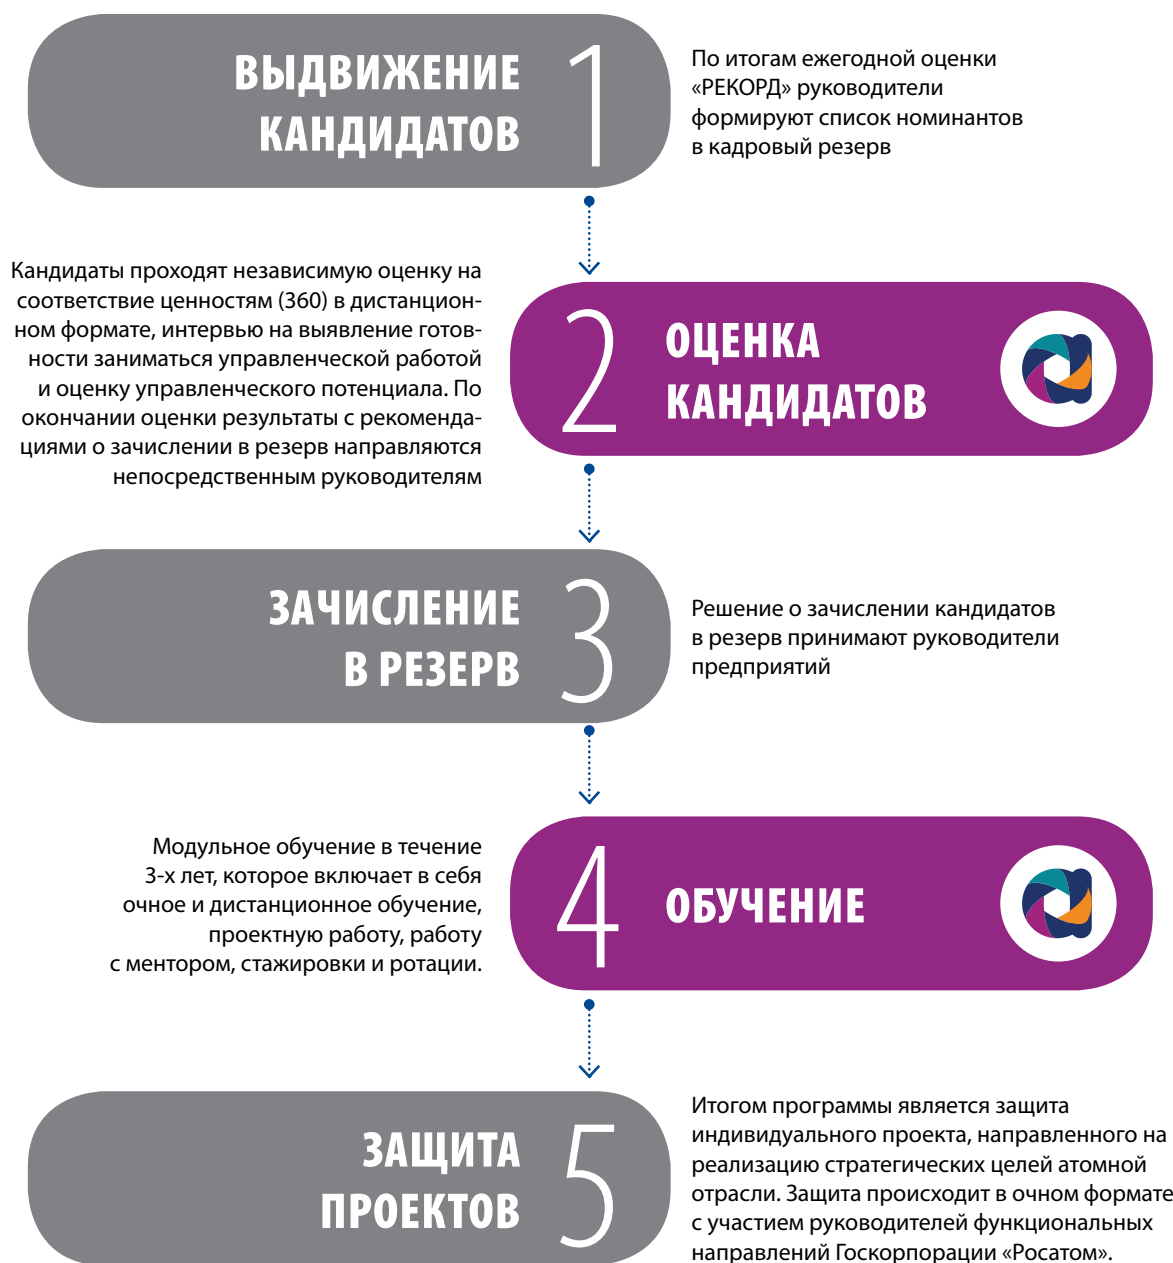 ВЫДВИЖЕНИЕ
КАНДИДАТОВ
1
По итогам ежегодной оценки
«РЕКОРД» руководители
формируют список номинантов
в кадровый резерв
Кандидаты проходят независимую оценку на
соответствие ценностям (360) в дистанцион-
ном формате, интервью на выявление готов-
ности заниматься управленческой работой
и оценку управленческого потенциала. По
окончании оценки результаты с рекоменда-
циями о зачислении в резерв направляются
непосредственным руководителям
2
ОЦЕНКА
КАНДИДАТОВ
ЗАЧИСЛЕНИЕ
В РЕЗЕРВ
3
Решение о зачислении кандидатов
в резерв принимают руководители
предприятий
Модульное обучение в течение
3-х лет, которое включает в себя
очное и дистанционное обучение,
проектную работу, работу
с ментором, стажировки и ротации.
4
ОБУЧЕНИЕ
ЗАЩИТА
ПРОЕКТОВ
5
Итогом программы является защита
индивидуального проекта, направленного на
реализацию стратегических целей атомной
отрасли. Защита происходит в очном формате
с участием руководителей функциональных
направлений Госкорпорации «Росатом».